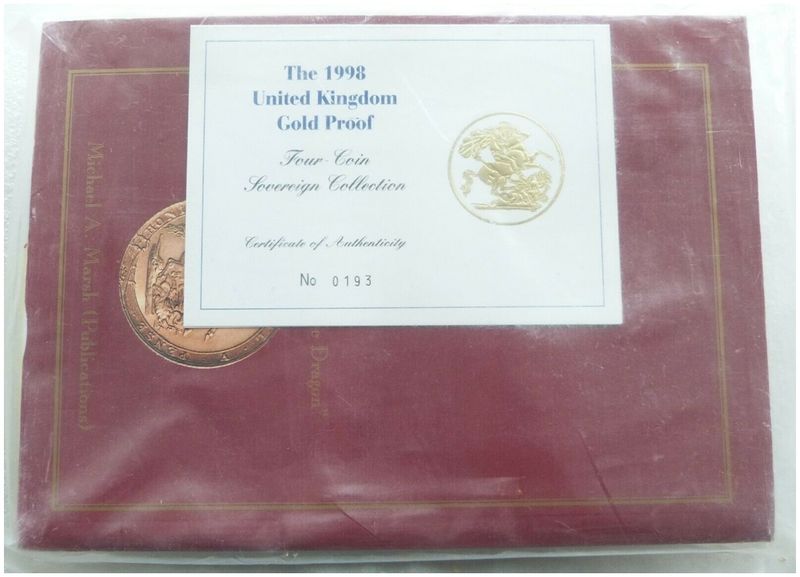 The 1998
United Kingdom
Gold Proof
Four-Coin
Sovereign Collection
Certificate of Authenticity
No 0193
Dragon"
Michael A. Marsh (Publications)